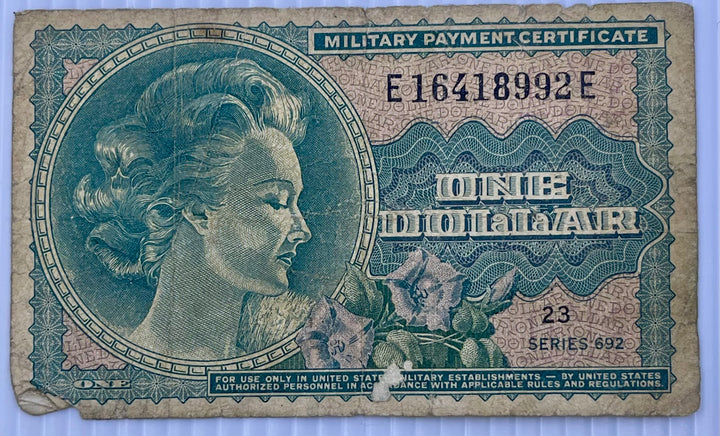 MILITARY PAYMENT CERTIFICATE
E16418992E
ONE
DOLLAR
23
SERIES 692
ONE
FOR USE ONLY IN UNITED STATES MILITARY ESTABLISHMENTS — BY UNITED STATES
AUTHORIZED PERSONNEL IN ACCORDANCE WITH APPLICABLE RULES AND REGULATIONS.